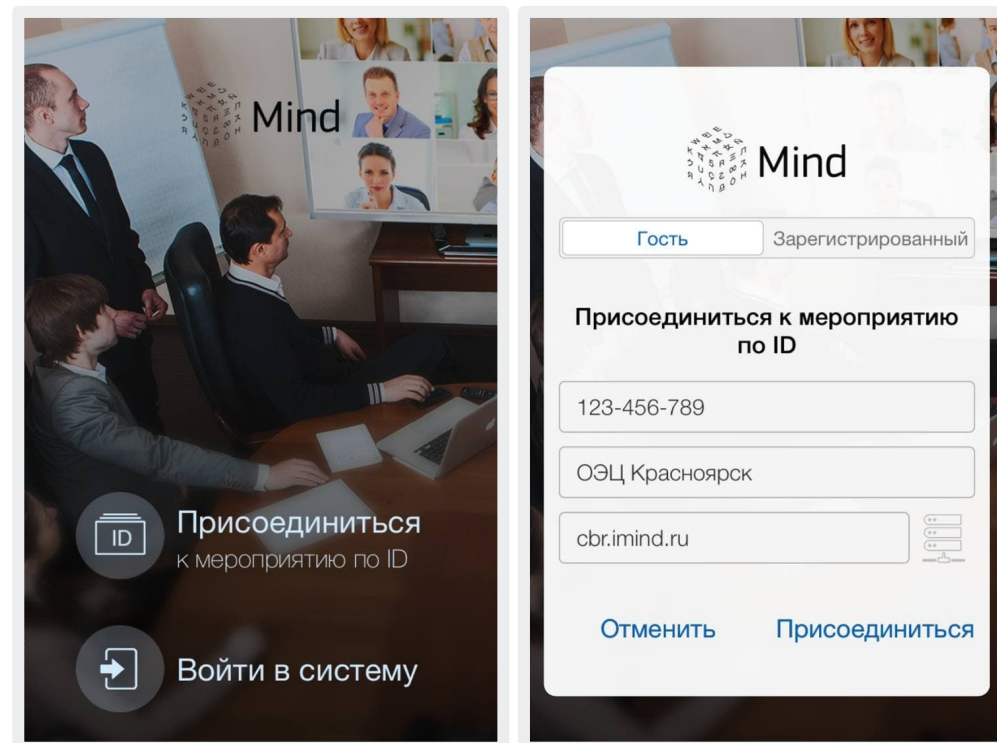 Mind
ID
Присоединиться
к мероприятию по ID
Войти в систему
Mind
Гость
Зарегистрированный
Присоединиться к мероприятию
по ID
123-456-789
ОЭЦ Красноярск
cbr.imind.ru
Отменить
Присоединиться